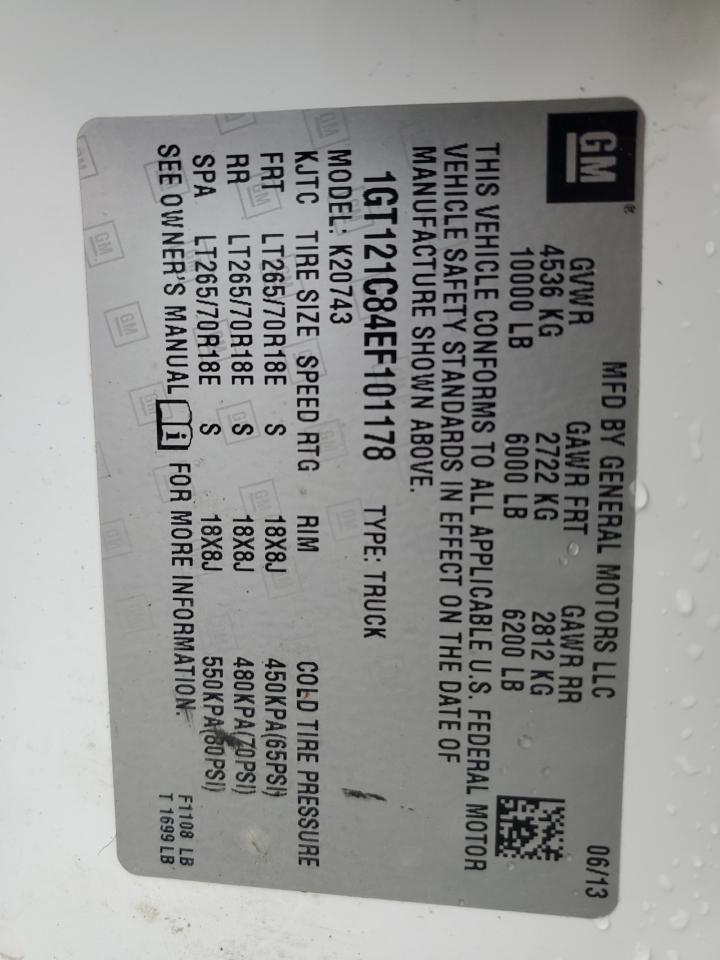 GM®
MFD BY GENERAL MOTORS LLC 06/13
GVWR GAWR FRT GAWR RR
4536 KG 2722 KG 2812 KG
10000 LB 6000 LB 6200 LB
THIS VEHICLE CONFORMS TO ALL APPLICABLE U.S. FEDERAL MOTOR
VEHICLE SAFETY STANDARDS IN EFFECT ON THE DATE OF
MANUFACTURE SHOWN ABOVE.
1GT121C84EF101178 TYPE: TRUCK
MODEL: K20743
KJTC TIRE SIZE SPEED RTG RIM COLD TIRE PRESSURE
FRT LT265/70R18E S 18X8J 450KPA(65PSI)
RR LT265/70R18E S 18X8J 480KPA(70PSI)
SPA LT265/70R18E S 18X8J 550KPA(80PSI)
SEE OWNER'S MANUAL i FOR MORE INFORMATION.
F1108 LB
T 1699 LB